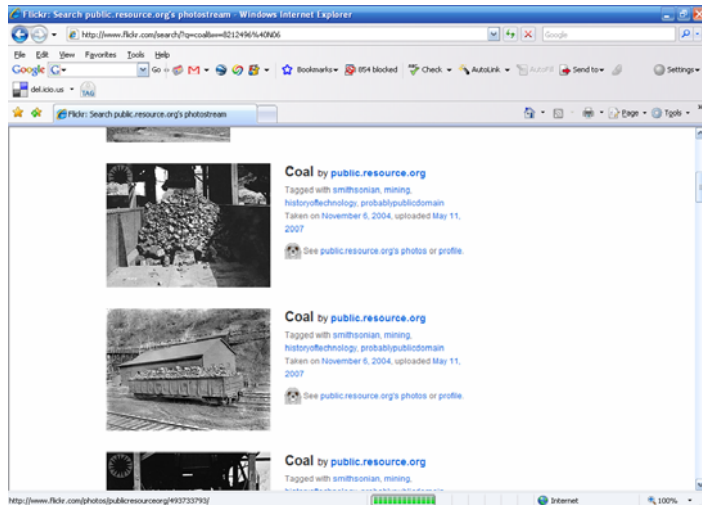 Flickr: Search public.resource.org's photostream - Windows Internet Explorer
http://www.flickr.com/search/?q=coal&w=8212496%40N06
Google
File Edit View Favorites Tools Help
Google G Go Bookmarks 854 blocked Check AutoLink AutoFill Send to Settings
del.icio.us TAG
Flickr: Search public.resource.org's photostream Page Tools
Coal by public.resource.org
Tagged with smithsonian, mining,
historyoftechnology, probablypublicdomain
Taken on November 6, 2004, uploaded May 11,
2007
See public.resource.org's photos or profile.
Coal by public.resource.org
Tagged with smithsonian, mining,
historyoftechnology, probablypublicdomain
Taken on November 6, 2004, uploaded May 11,
2007
See public.resource.org's photos or profile.
Coal by public.resource.org
Tagged with smithsonian, mining,
http://www.flickr.com/photos/publicresourceorg/493733793/ Internet 100%